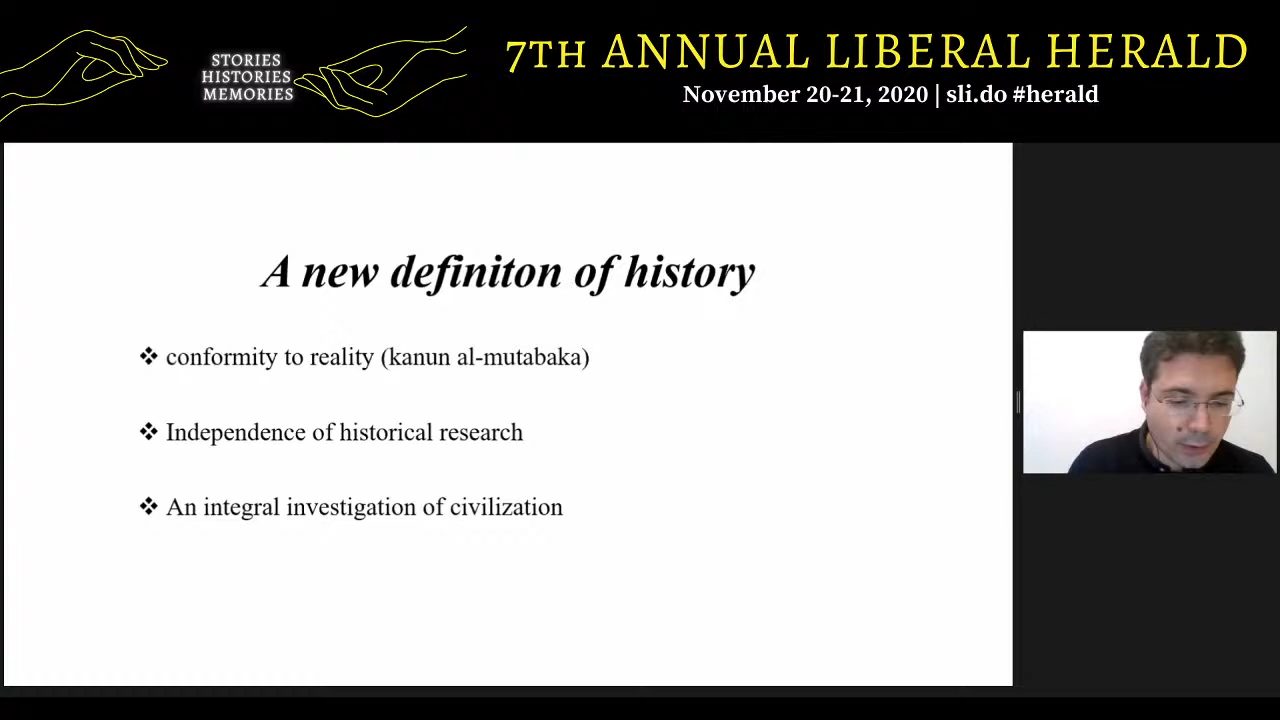 STORIES
HISTORIES
MEMORIES
7TH ANNUAL LIBERAL HERALD
November 20-21, 2020 | sli.do #herald
A new definiton of history
❖ conformity to reality (kanun al-mutabaka)
❖ Independence of historical research
❖ An integral investigation of civilization